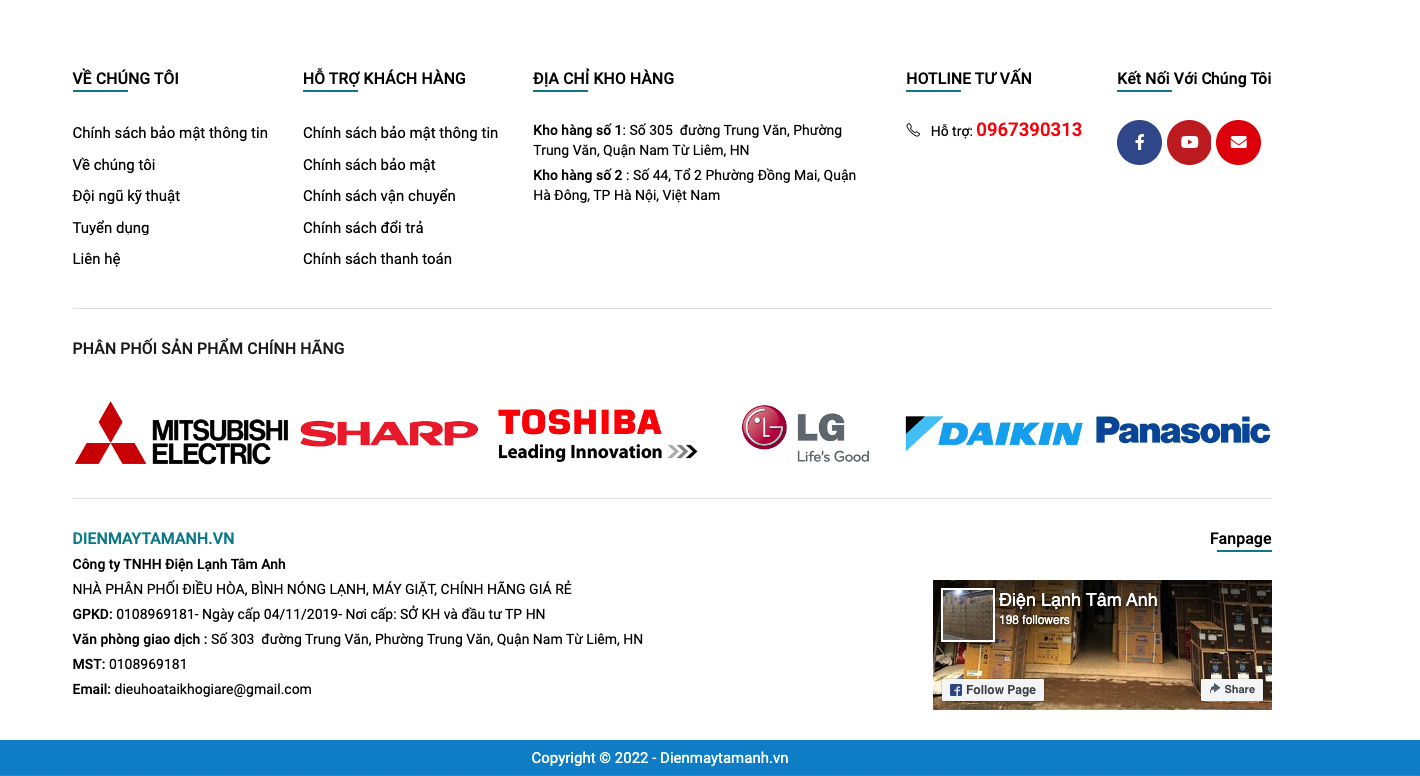 VỀ CHÚNG TÔI
Chính sách bảo mật thông tin
Về chúng tôi
Đội ngũ kỹ thuật
Tuyển dụng
Liên hệ
HỖ TRỢ KHÁCH HÀNG
Chính sách bảo mật thông tin
Chính sách bảo mật
Chính sách vận chuyển
Chính sách đổi trả
Chính sách thanh toán
ĐỊA CHỈ KHO HÀNG
Kho hàng số 1: Số 305 đường Trung Văn, Phường
Trung Văn, Quận Nam Từ Liêm, HN
Kho hàng số 2 : Số 44, Tổ 2 Phường Đồng Mai, Quận
Hà Đông, TP Hà Nội, Việt Nam
HOTLINE TƯ VẤN
Hỗ trợ: 0967390313
Kết Nối Với Chúng Tôi
PHÂN PHỐI SẢN PHẨM CHÍNH HÃNG
MITSUBISHI
ELECTRIC
SHARP
TOSHIBA
Leading Innovation
LG
Life's Good
DAIKIN
Panasonic
DIENMAYTAMANH.VN
Công ty TNHH Điện Lạnh Tâm Anh
NHÀ PHÂN PHỐI ĐIỀU HÒA, BÌNH NÓNG LẠNH, MÁY GIẶT, CHÍNH HÃNG GIÁ RẺ
GPKD: 0108969181- Ngày cấp 04/11/2019- Nơi cấp: SỞ KH và đầu tư TP HN
Văn phòng giao dịch : Số 303 đường Trung Văn, Phường Trung Văn, Quận Nam Từ Liêm, HN
MST: 0108969181
Email: dieuhoataikhogiare@gmail.com
Fanpage
Điện Lạnh Tâm Anh
198 followers
Follow Page
Share
Copyright © 2022 - Dienmaytamanh.vn